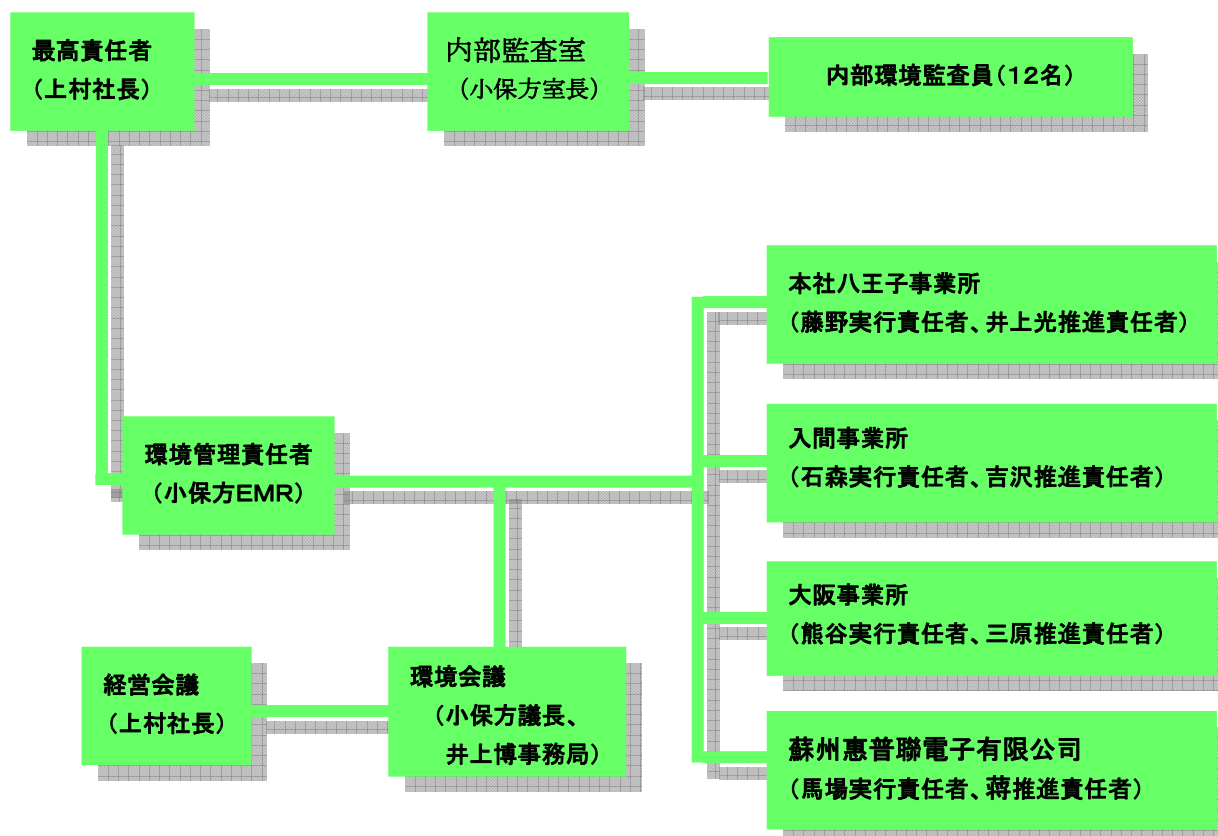 最高責任者
（上村社長）
内部監査室
（小保方室長）
内部環境監査員（１２名）
本社八王子事業所
（藤野実行責任者、井上光推進責任者）
入間事業所
（石森実行責任者、吉沢推進責任者）
環境管理責任者
（小保方ＥＭＲ）
大阪事業所
（熊谷実行責任者、三原推進責任者）
経営会議
（上村社長）
環境会議
（小保方議長、
井上博事務局）
蘇州惠普聯電子有限公司
（馬場実行責任者、蒋推進責任者）